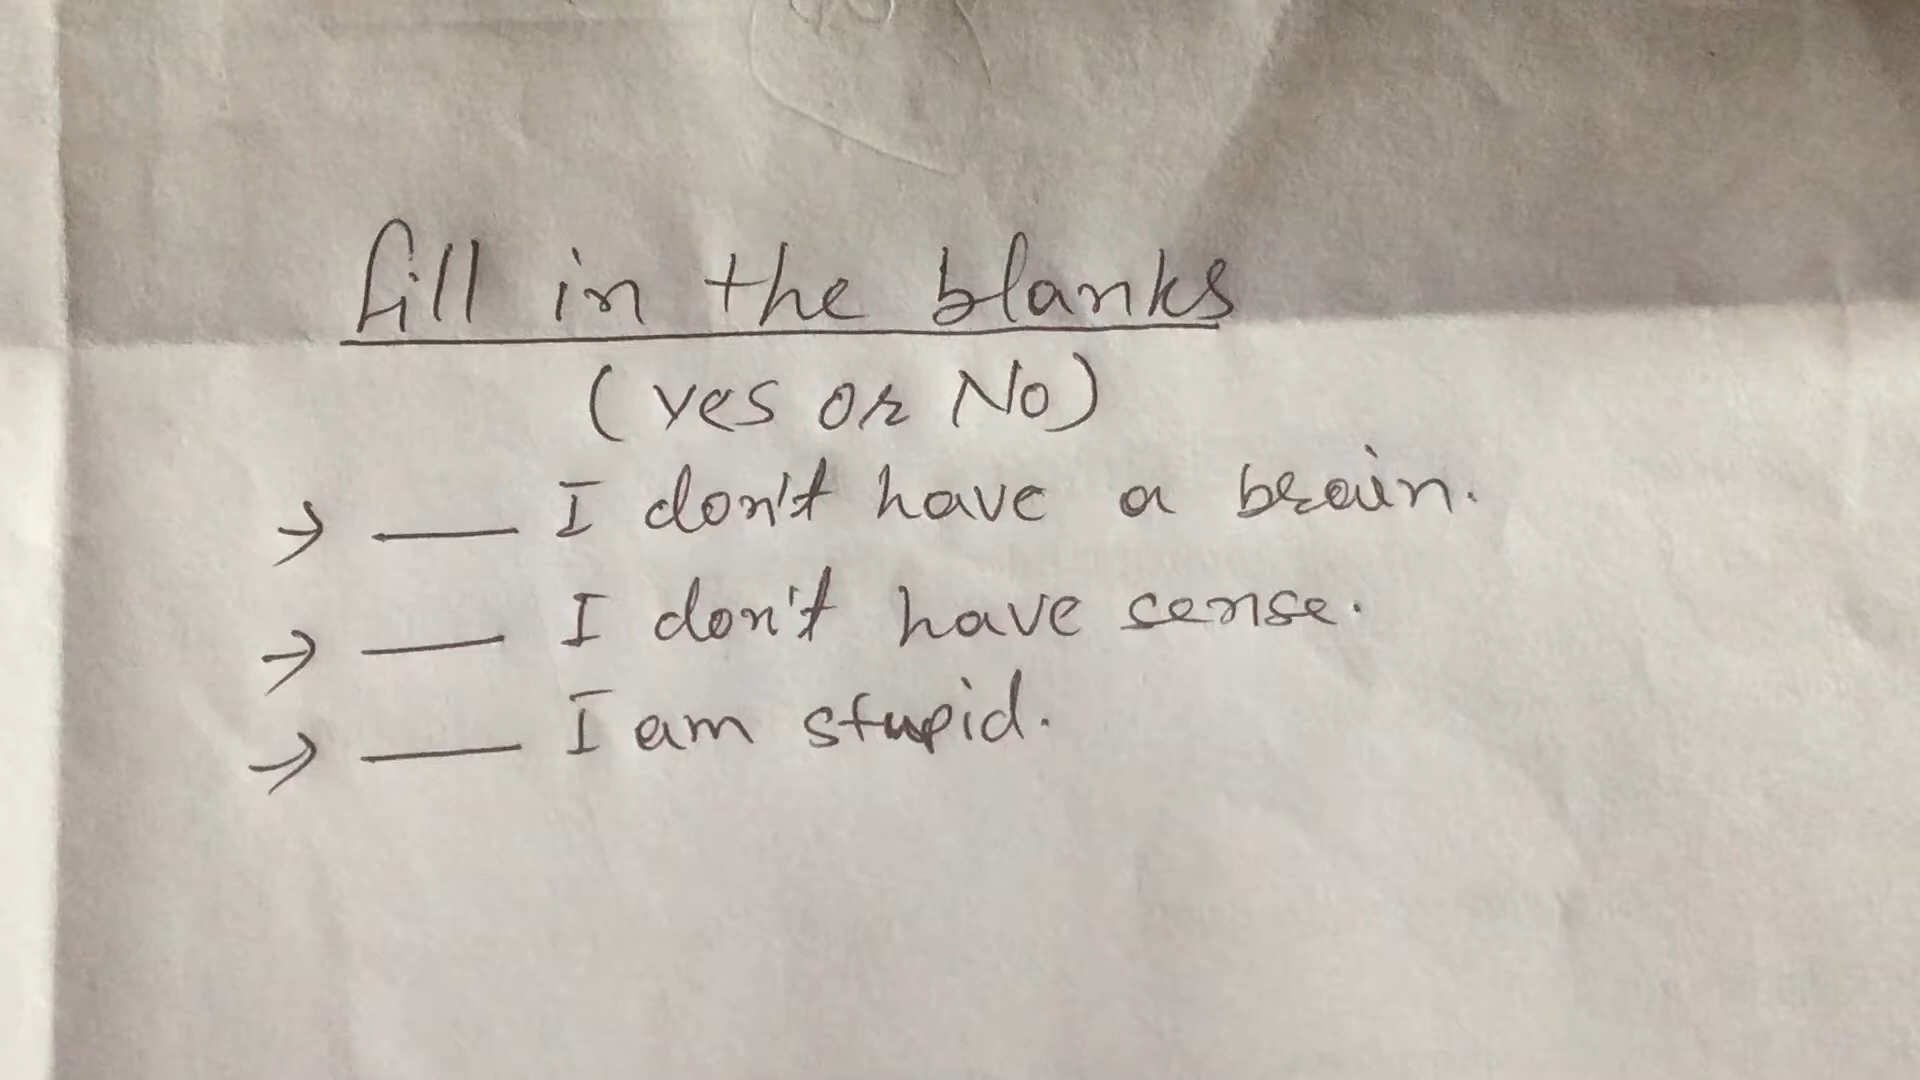 fill in the blanks
(yes or No)
→ ___ I don't have a brain.
→ ___ I don't have sense.
→ ___ I am stupid.